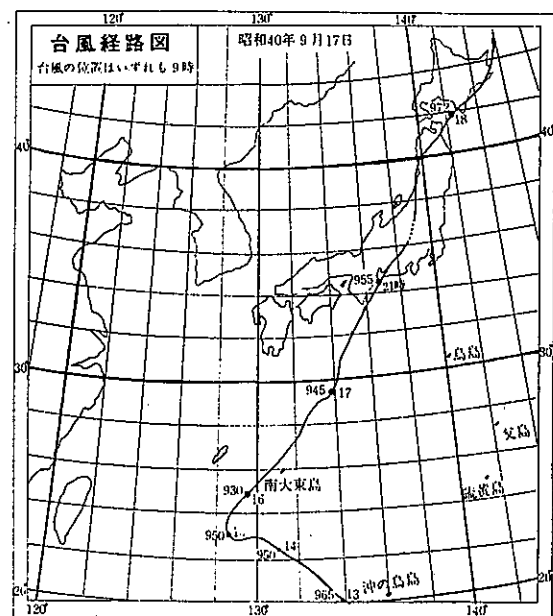 120° 130° 140°
台風経路図
昭和40年9月17日
台風の位置はいずれも9時
972
18
40°
40°
955
21時
鳥島
30°
30°
945
17
父島
硫黄島
930
16
南大東島
950
14
950
965
13
沖の鳥島
20°
20°
120° 130° 140°